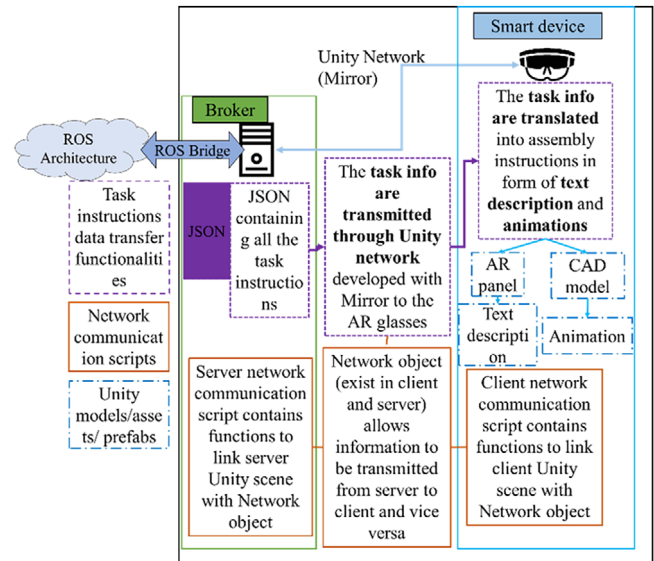 Smart device
Unity Network
(Mirror)
Broker
ROS
Architecture
ROS Bridge
The task info
are translated
into assembly
instructions in
form of text
description and
animations
Task
instructions
data transfer
functionaliti
es
JSON
JSON
containin
g all the
task
instructio
ns
The task info
are
transmitted
through Unity
network
developed with
Mirror to the
AR glasses
AR
panel
CAD
model
Text
descripti
on
Animation
Network
communicat
ion scripts
Unity
models/asse
ts/ prefabs
Server network
communication
script contains
functions to
link server
Unity scene
with Network
object
Network object
(exist in client
and server)
allows
information to
be transmitted
from server to
client and vice
versa
Client network
communication
script contains
functions to link
client Unity
scene with
Network object